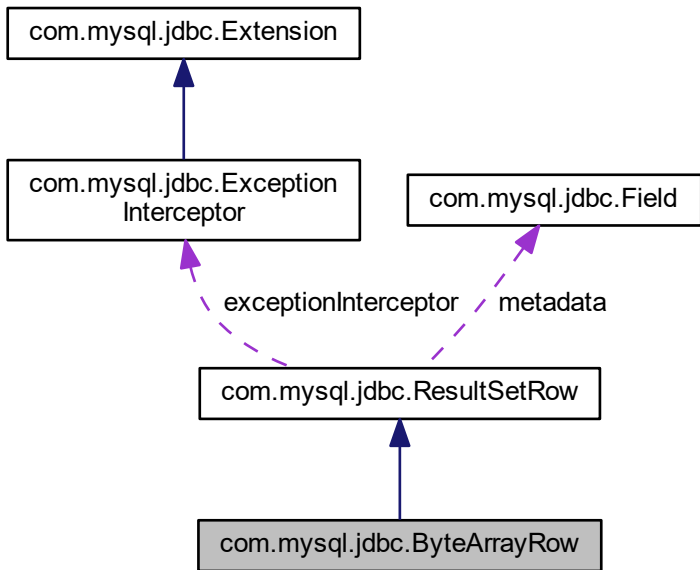 com.mysql.jdbc.Extension
com.mysql.jdbc.Exception
Interceptor
com.mysql.jdbc.Field
exceptionInterceptor
metadata
com.mysql.jdbc.ResultSetRow
com.mysql.jdbc.ByteArrayRow